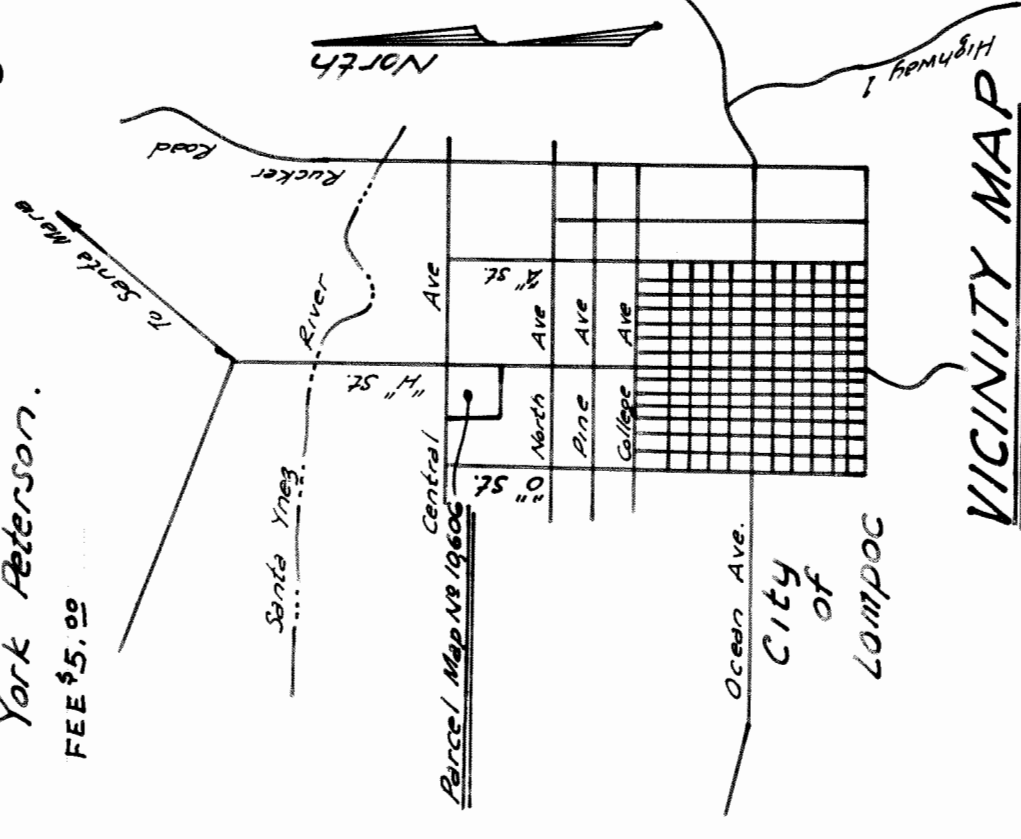 York Peterson.
FEE $5.00
North
Highway 1
Rucker Road
To Santa Maria
River
Santa Ynez
Ave
Central
"H" St.
"A" St.
"O" St.
Ave
North
Ave
Pine
Ave
College
Parcel Map No 19606
Ocean Ave.
City
of
Lompoc
VICINITY MAP